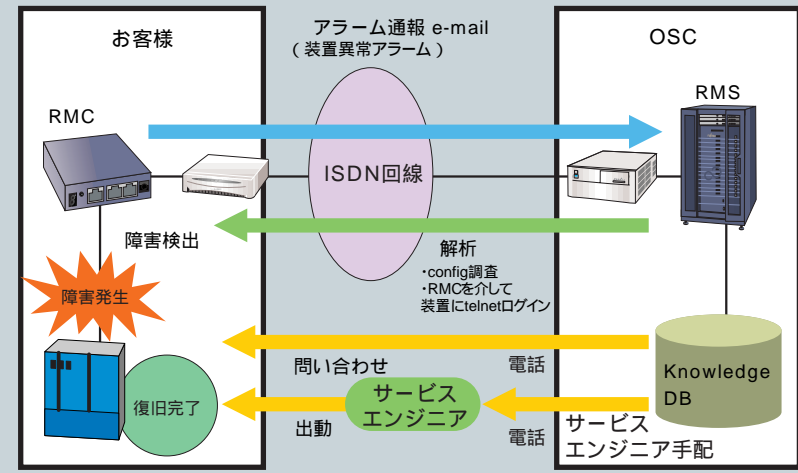 お客様
アラーム通報 e-mail
（装置異常アラーム）
OSC
RMC
RMS
ISDN回線
障害検出
解析
・config調査
・RMCを介して
装置にtelnetログイン
障害発生
問い合わせ
電話
Knowledge
DB
復旧完了
サービス
エンジニア
出動
電話
サービス
エンジニア手配